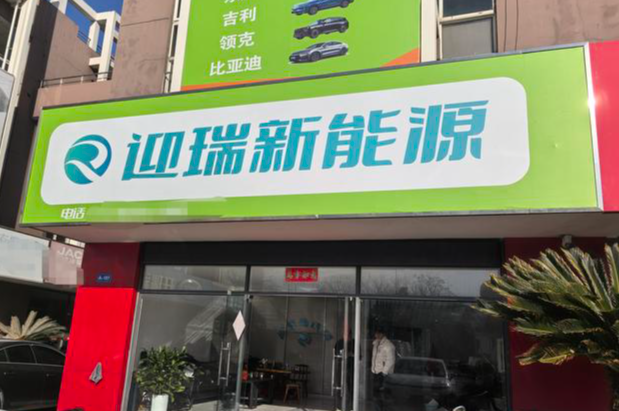 吉利
领克
比亚迪
迎瑞新能源
电话